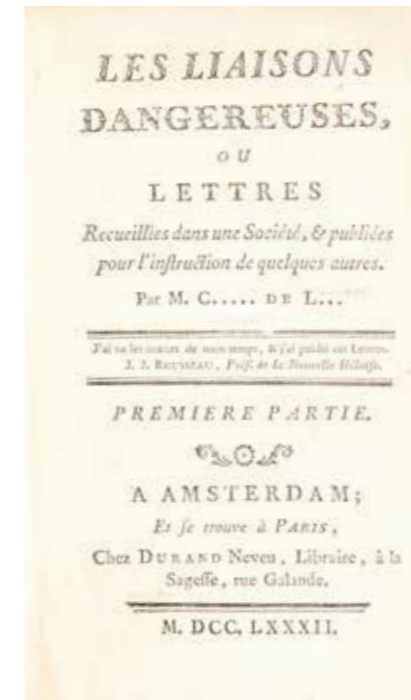 LES LIAISONS
DANGEREUSES,
OU
LETTRES
Recueillies dans une Société, & publiées
pour l'inſtruction de quelques autres.
Par M. C..... DE L...
J'ai vu les mœurs de mon temps, & j'ai publié ces Lettres.
J. J. ROUSSEAU, Préf. de la Nouvelle Héloïſe.
PREMIERE PARTIE.
A AMSTERDAM;
Et ſe trouve à PARIS,
Chez DURAND Neveu, Libraire, à la
Sageſſe, rue Galande.
M. DCC. LXXXII.